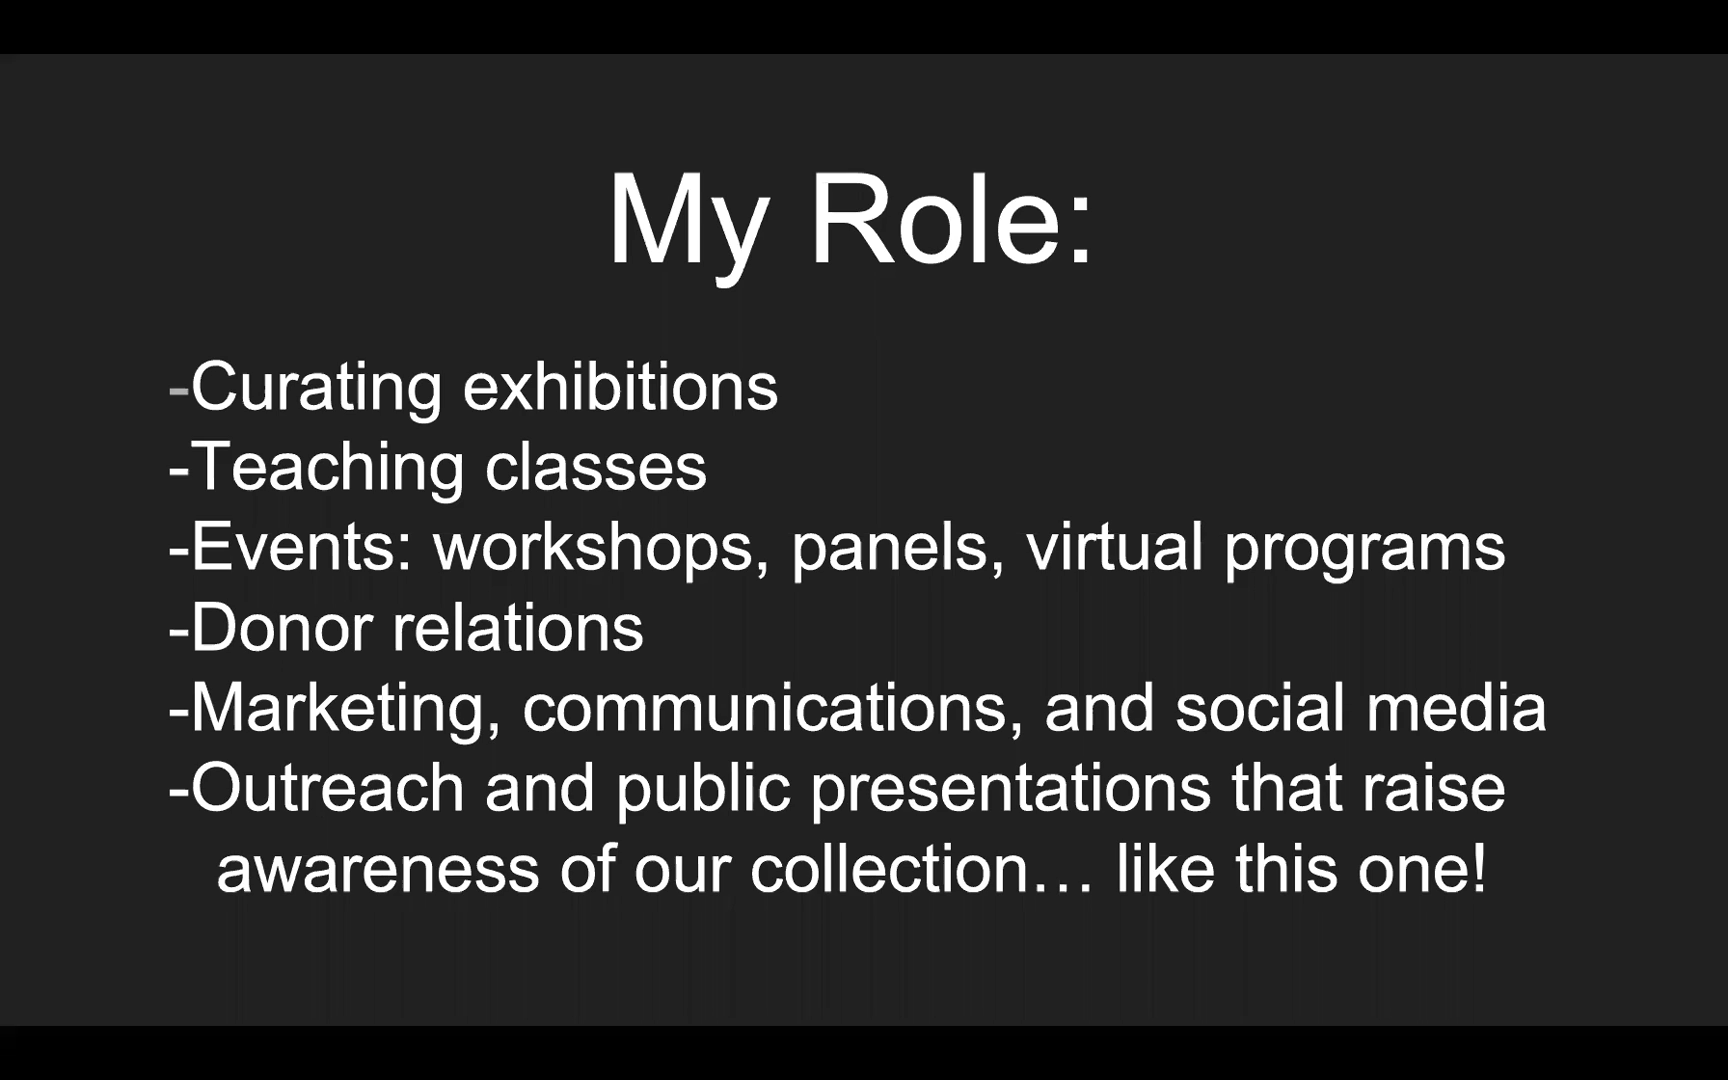 My Role:
-Curating exhibitions
-Teaching classes
-Events: workshops, panels, virtual programs
-Donor relations
-Marketing, communications, and social media
-Outreach and public presentations that raise
awareness of our collection… like this one!